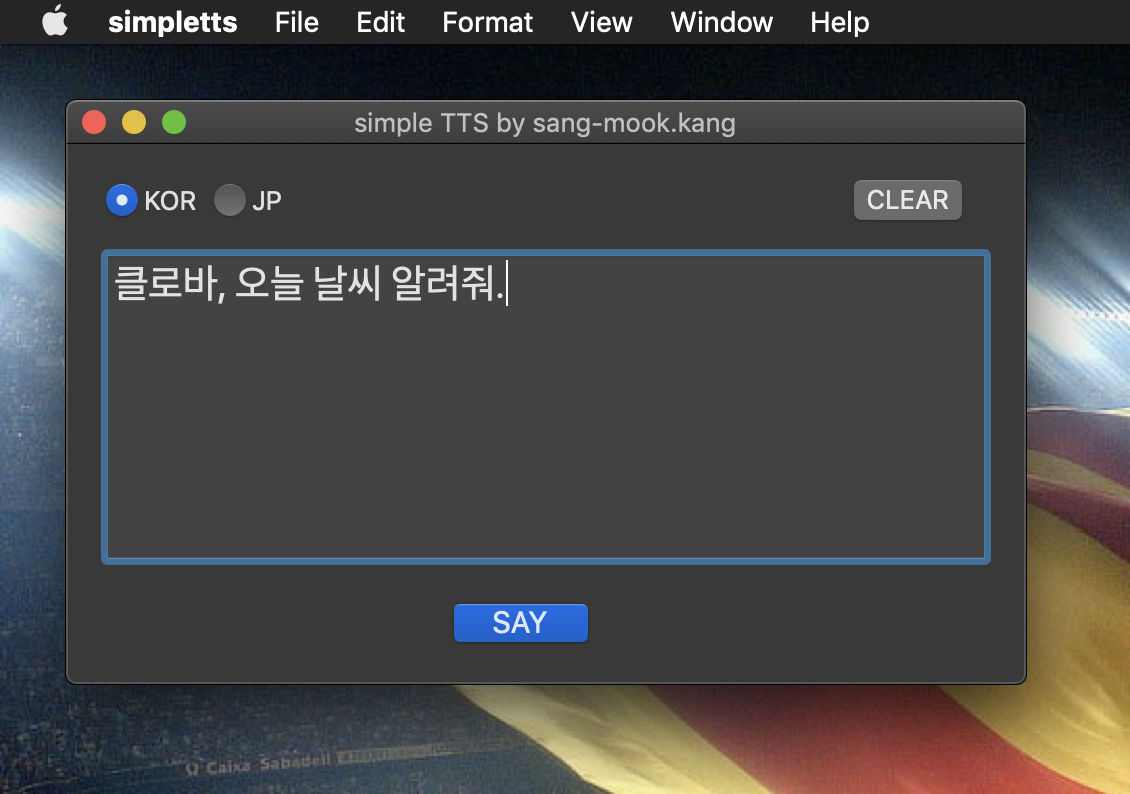 simpletts File Edit Format View Window Help
simple TTS by sang-mook.kang
KOR JP CLEAR
클로바, 오늘 날씨 알려줘.
SAY
Caixa Sabadell